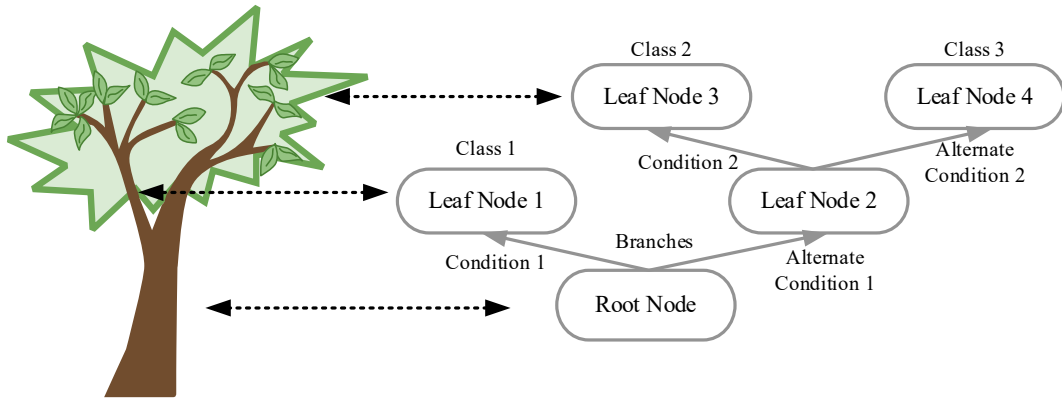 Class 2
Class 3
Leaf Node 3
Leaf Node 4
Class 1
Condition 2
Alternate
Condition 2
Leaf Node 1
Leaf Node 2
Branches
Condition 1
Alternate
Condition 1
Root Node